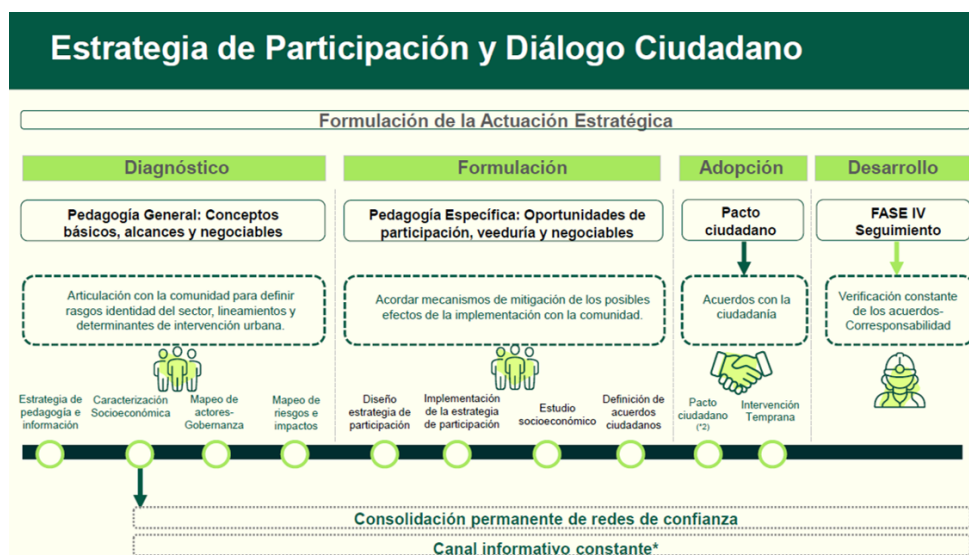 Estrategia de Participación y Diálogo Ciudadano
Formulación de la Actuación Estratégica
Diagnóstico
Formulación
Adopción
Desarrollo
Pedagogía General: Conceptos
básicos, alcances y negociables
Pedagogía Específica: Oportunidades de
participación, veeduría y negociables
Pacto
ciudadano
FASE IV
Seguimiento
Articulación con la comunidad para definir
rasgos identidad del sector, lineamientos y
determinantes de intervención urbana.
Acordar mecanismos de mitigación de los posibles
efectos de la implementación con la comunidad.
Acuerdos con la
ciudadanía
Verificación constante
de los acuerdos-
Corresponsabilidad
Estrategia de
pedagogía e
información
Caracterización
Socioeconómica
Mapeo de
actores-
Gobernanza
Mapeo de
riesgos e
impactos
Diseño
estrategia de
participación
Implementación
de la estrategia
de participación
Estudio
socioeconómico
Definición de
acuerdos
ciudadanos
Pacto
ciudadano
(*2)
Intervención
Temprana
Consolidación permanente de redes de confianza
Canal informativo constante*